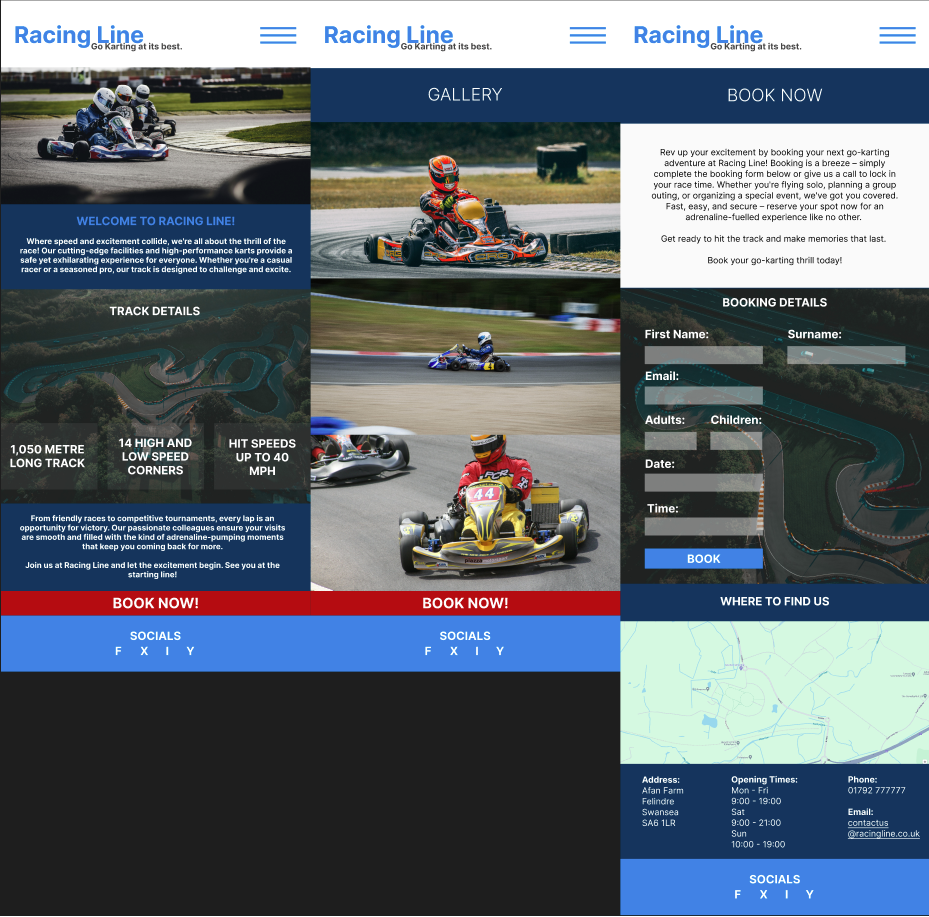 Racing Line
Go Karting at its best.
WELCOME TO RACING LINE!
Where speed and excitement collide, we're all about the thrill of the
race! Our cutting-edge facilities and high-performance karts provide a
safe yet exhilarating experience for everyone. Whether you're a casual
racer or a seasoned pro, our track is designed to challenge and excite.
TRACK DETAILS
1,050 METRE
LONG TRACK
14 HIGH AND
LOW SPEED
CORNERS
HIT SPEEDS
UP TO 40
MPH
From friendly races to competitive tournaments, every lap is an
opportunity for victory. Our passionate colleagues ensure your visits
are smooth and filled with the kind of adrenaline-pumping moments
that keep you coming back for more.
Join us at Racing Line and let the excitement begin. See you at the
starting line!
BOOK NOW!
SOCIALS
F X I Y
Racing Line
Go Karting at its best.
GALLERY
44
BOOK NOW!
SOCIALS
F X I Y
Racing Line
Go Karting at its best.
BOOK NOW
Rev up your excitement by booking your next go-karting
adventure at Racing Line! Booking is a breeze – simply
complete the booking form below or give us a call to lock in
your race time. Whether you're flying solo, planning a group
outing, or organizing a special event, we've got you covered.
Fast, easy, and secure – reserve your spot now for an
adrenaline-fuelled experience like no other.
Get ready to hit the track and make memories that last.
Book your go-karting thrill today!
BOOKING DETAILS
First Name:
Surname:
Email:
Adults:
Children:
Date:
Time:
BOOK
WHERE TO FIND US
Address:
Afan Farm
Felindre
Swansea
SA6 1LR
Opening Times:
Mon - Fri
9:00 - 19:00
Sat
9:00 - 21:00
Sun
10:00 - 19:00
Phone:
01792 777777
Email:
contactus
@racingline.co.uk
SOCIALS
F X I Y